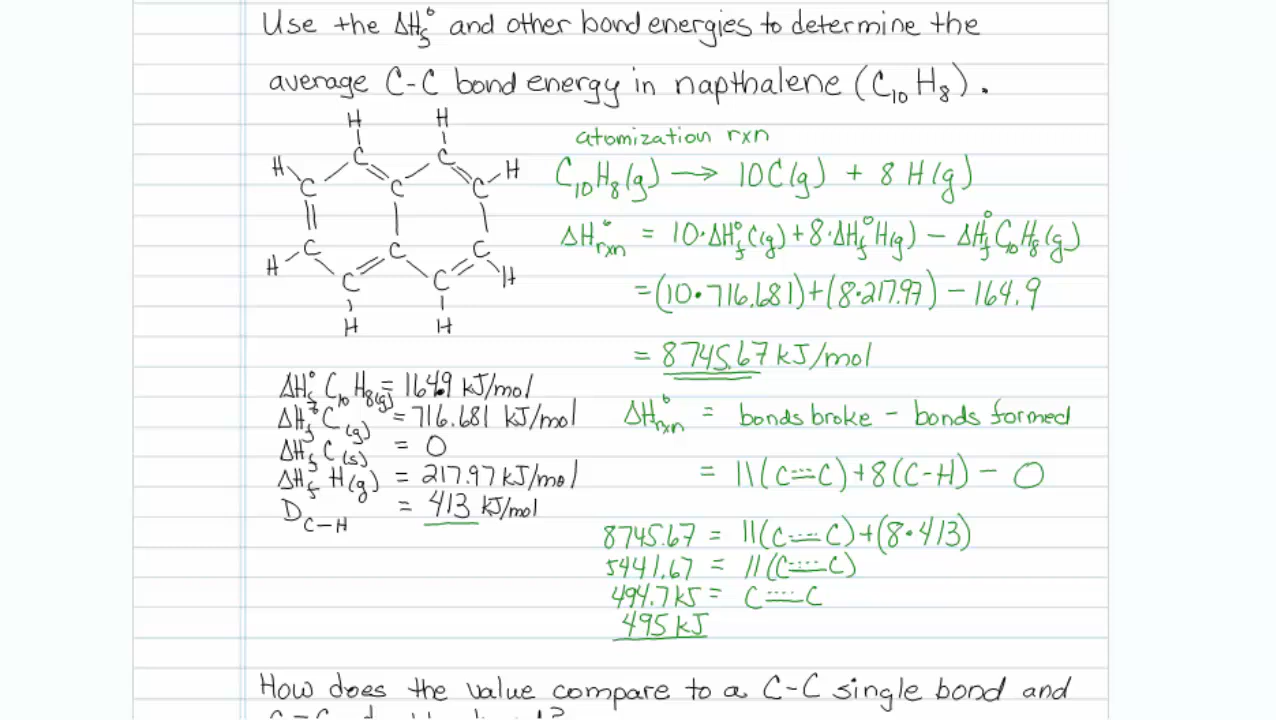 Use the ΔH°f and other bond energies to determine the
average C-C bond energy in napthalene (C₁₀H₈).
H H
H C C H
C C C
C C C
H C C H
H H
atomization rxn
C₁₀H₈(g) → 10C(g) + 8H(g)
ΔH°rxn = 10·ΔH°f C(g) + 8·ΔH°f H(g) − ΔH°f C₁₀H₈(g)
= (10•716.681) + (8·217.97) − 164.9
= 8745.67 kJ/mol
ΔH°f C₁₀H₈(g) = 164.9 kJ/mol
ΔH°f C(g) = 716.681 kJ/mol
ΔH°f C(s) = 0
ΔH°f H(g) = 217.97 kJ/mol
D C-H = 413 kJ/mol
ΔH°rxn = bonds broke − bonds formed
= 11(C┈C) + 8(C-H) − 0
8745.67 = 11(C┈C) + (8•413)
5441.67 = 11(C┈C)
494.7 kJ = C┈C
495 kJ
How does the value compare to a C-C single bond and